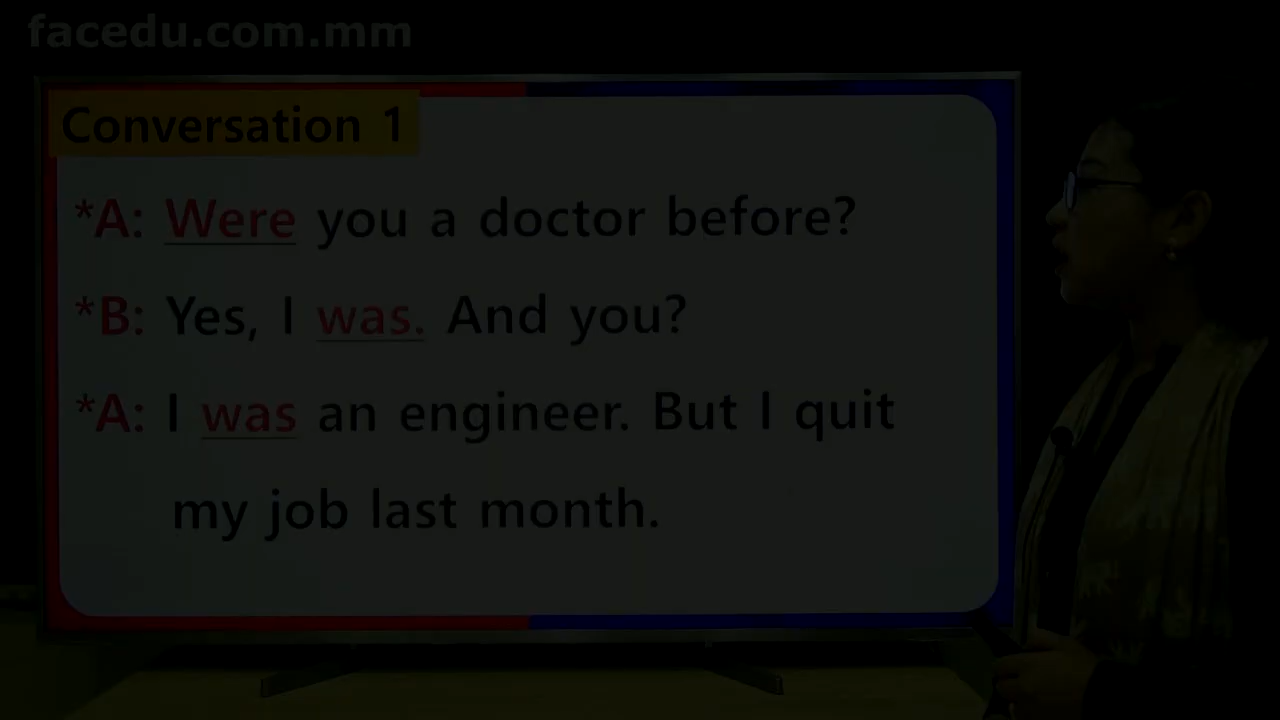 facedu.com.mm
Conversation 1
*A: Were you a doctor before?
*B: Yes, I was. And you?
*A: I was an engineer. But I quit
my job last month.